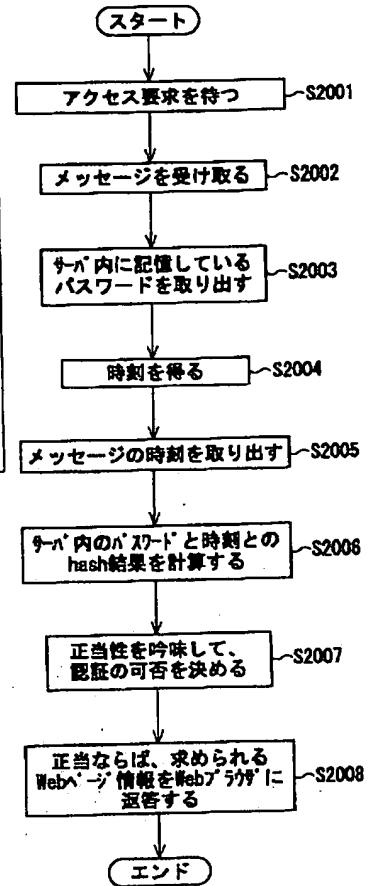 スタート
アクセス要求を待つ
S2001
メッセージを受け取る
S2002
サーバ内に記憶している
パスワードを取り出す
S2003
時刻を得る
S2004
メッセージの時刻を取り出す
S2005
サーバ内のパスワードと時刻との
hash結果を計算する
S2006
正当性を吟味して、
認証の可否を決める
S2007
正当ならば、求められる
Webページ情報をWebブラウザに
返答する
S2008
エンド